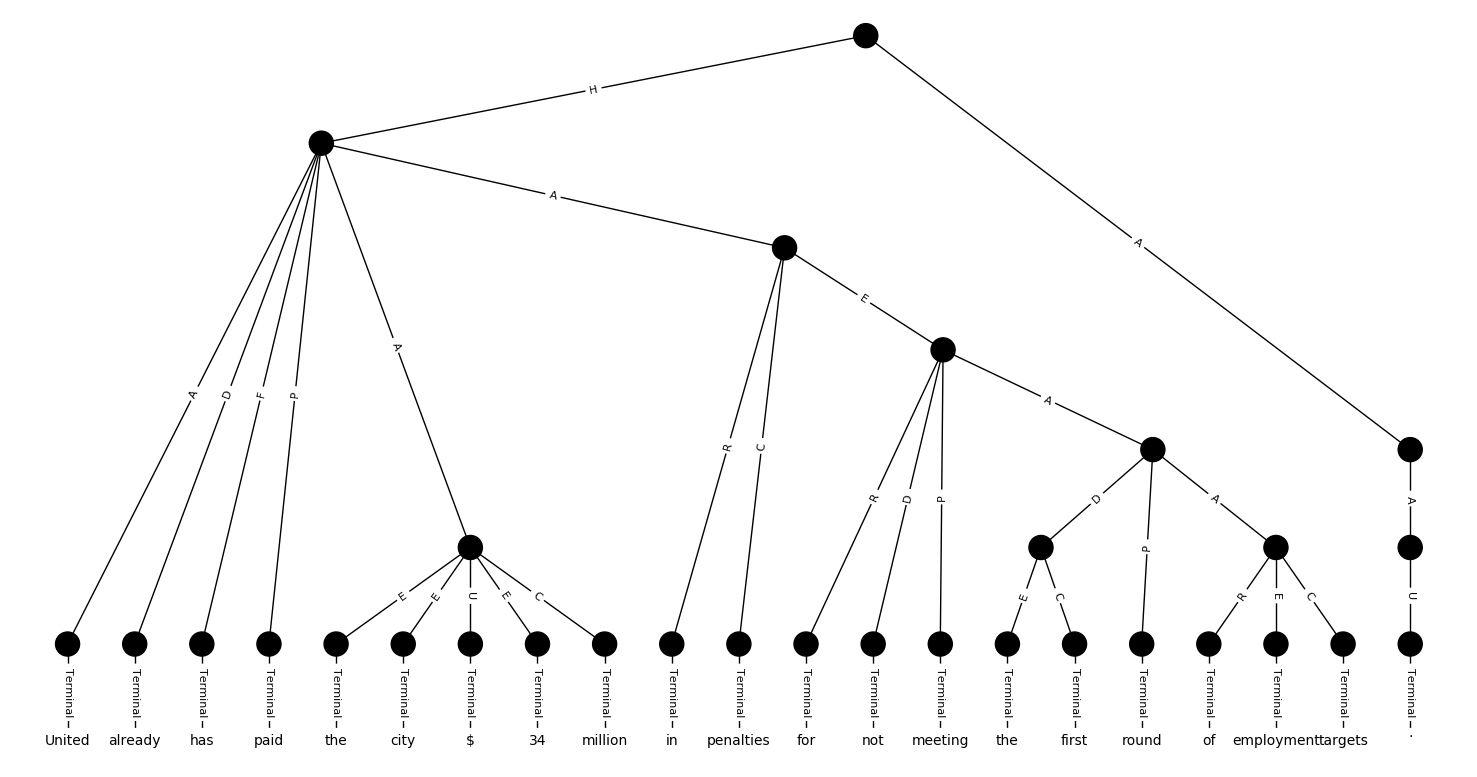 H
A
A
A
E
A
A D F P
R C
R D P
D A
A
P
E E U E C
E C
R E C
U
Terminal Terminal Terminal Terminal Terminal Terminal Terminal Terminal Terminal Terminal Terminal Terminal Terminal Terminal Terminal Terminal Terminal Terminal Terminal Terminal Terminal
United already has paid the city $ 34 million in penalties for not meeting the first round of employment targets .